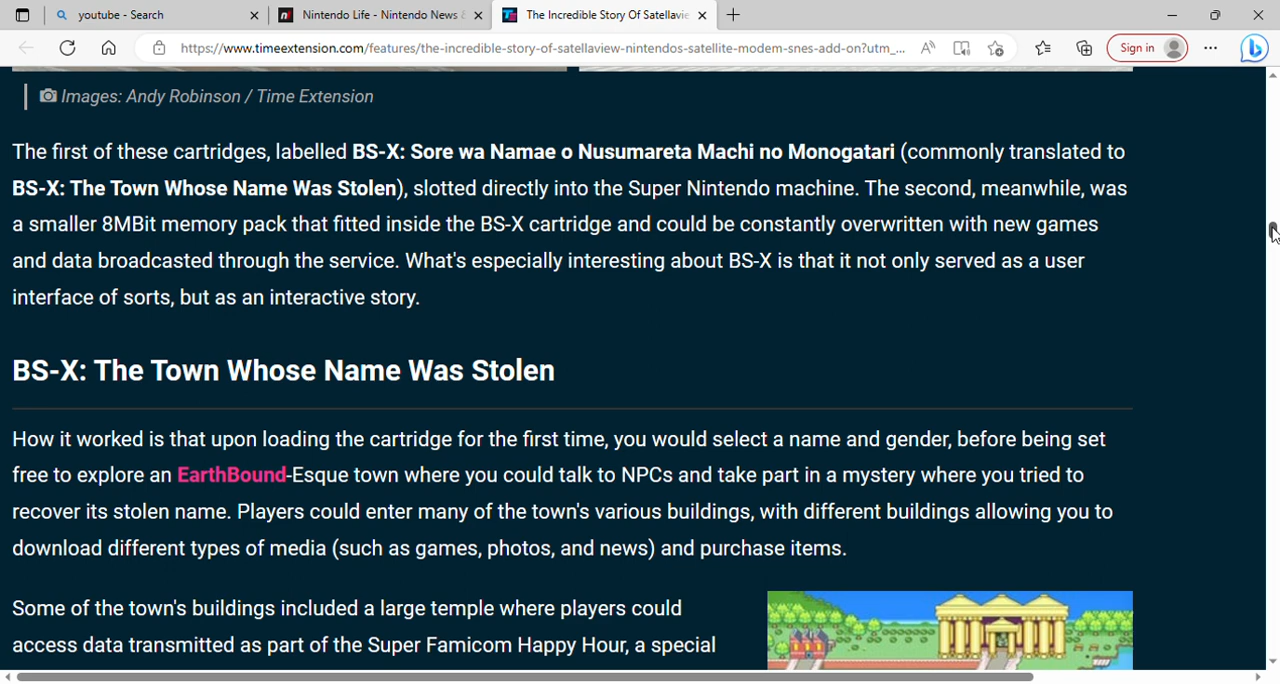 youtube - Search
Nintendo Life - Nintendo News &
The Incredible Story Of Satellavie
https://www.timeextension.com/features/the-incredible-story-of-satellaview-nintendos-satellite-modem-snes-add-on?utm_...
Sign in
Images: Andy Robinson / Time Extension
The first of these cartridges, labelled BS-X: Sore wa Namae o Nusumareta Machi no Monogatari (commonly translated to
BS-X: The Town Whose Name Was Stolen), slotted directly into the Super Nintendo machine. The second, meanwhile, was
a smaller 8MBit memory pack that fitted inside the BS-X cartridge and could be constantly overwritten with new games
and data broadcasted through the service. What's especially interesting about BS-X is that it not only served as a user
interface of sorts, but as an interactive story.
BS-X: The Town Whose Name Was Stolen
How it worked is that upon loading the cartridge for the first time, you would select a name and gender, before being set
free to explore an EarthBound-Esque town where you could talk to NPCs and take part in a mystery where you tried to
recover its stolen name. Players could enter many of the town's various buildings, with different buildings allowing you to
download different types of media (such as games, photos, and news) and purchase items.
Some of the town's buildings included a large temple where players could
access data transmitted as part of the Super Famicom Happy Hour, a special